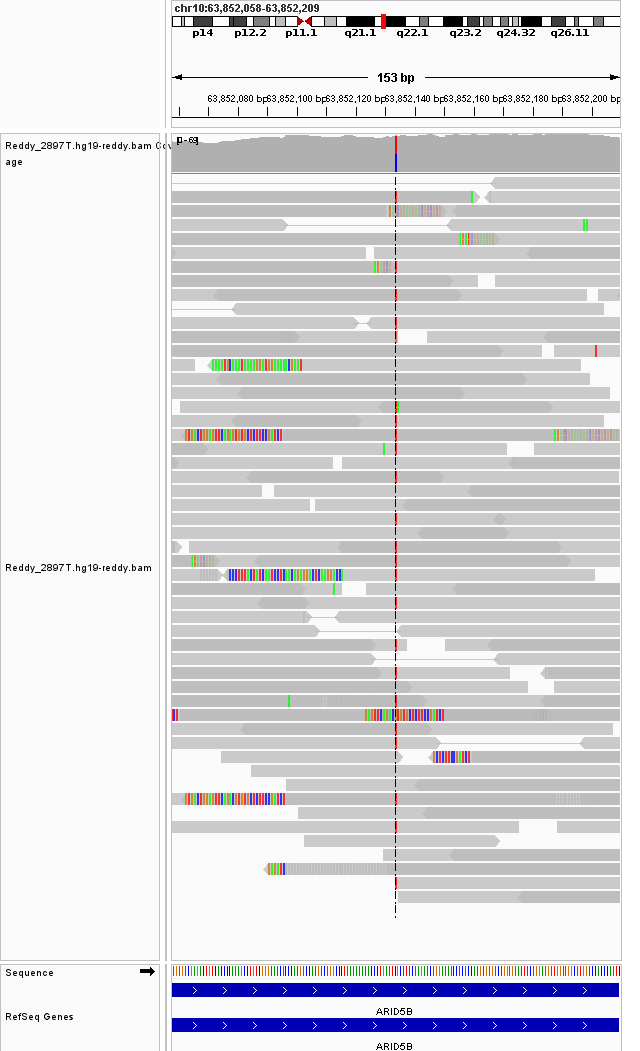 chr10:63,852,058-63,852,209
p14 p12.2 p11.1 q21.1 q22.1 q23.2 q24.32 q26.11
153 bp
63,852,080 bp 63,852,100 bp 63,852,120 bp 63,852,140 bp 63,852,160 bp 63,852,180 bp 63,852,200 bp
Reddy_2897T.hg19-reddy.bam Cov
age
[0-69]
Reddy_2897T.hg19-reddy.bam
Sequence
RefSeq Genes
ARID5B
ARID5B